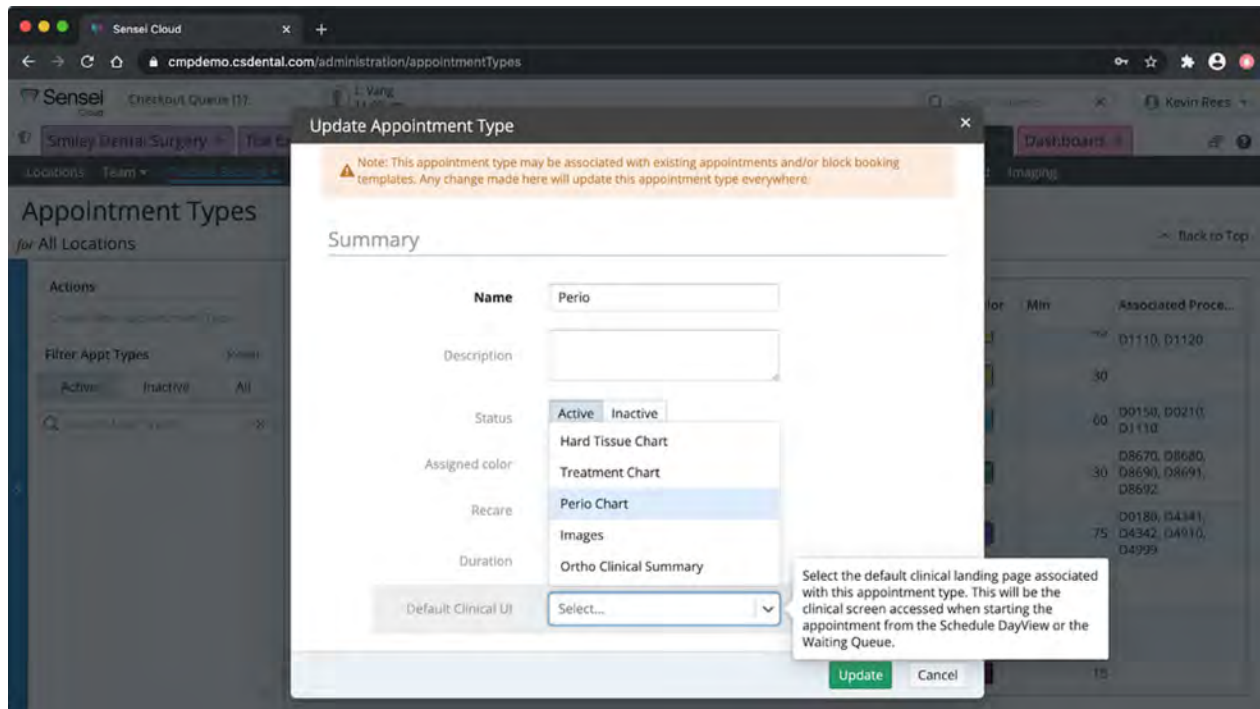 Sensei Cloud
cmpdemo.csdental.com/administration/appointmentTypes
Sensei
Cloud
Checkout Queue
J. Vang
Kevin Rees
Smiley Dental Surgery
Dashboard
Locations Team
Imaging
Appointment Types
for All Locations
Back to Top
Actions
Filter Appt Types
Active Inactive All
Update Appointment Type
Note: This appointment type may be associated with existing appointments and/or block booking
templates. Any change made here will update this appointment type everywhere
Summary
Name Perio
Description
Status Active Inactive
Assigned color
Recare
Duration
Hard Tissue Chart
Treatment Chart
Perio Chart
Images
Ortho Clinical Summary
Default Clinical UI Select...
Select the default clinical landing page associated
with this appointment type. This will be the
clinical screen accessed when starting the
appointment from the Schedule DayView or the
Waiting Queue.
Update Cancel
Min Associated Proce...
D1110, D1120
30
60 D0150, D0210,
D1110
D8670, D8680,
30 D8690, D8691,
D8692
D0180, D4341,
75 D4342, D4910,
D4999
15